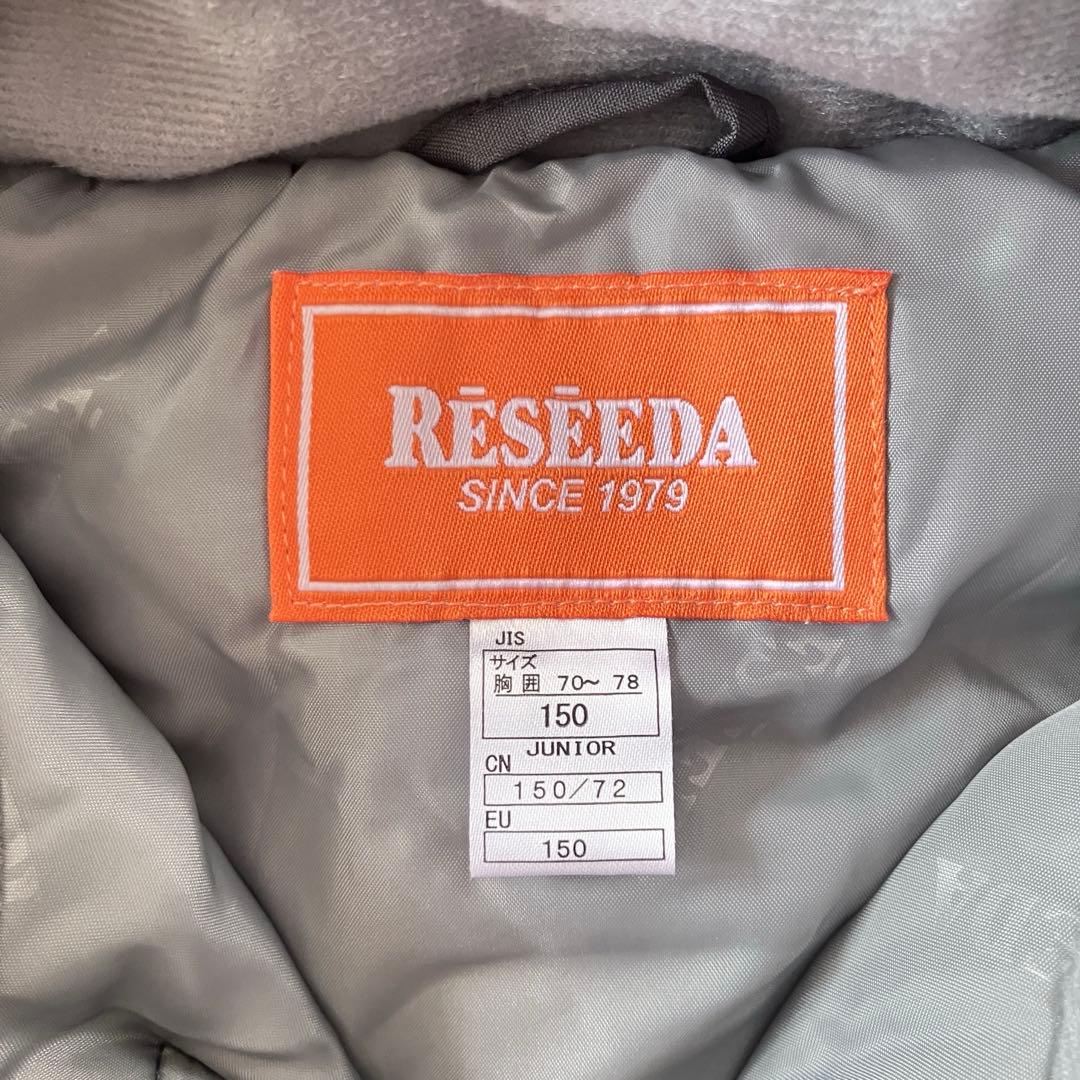 RĒSĒEDA
SINCE 1979
JIS
サイズ
胸囲 70～ 78
150
JUNIOR
CN
150/72
EU
150